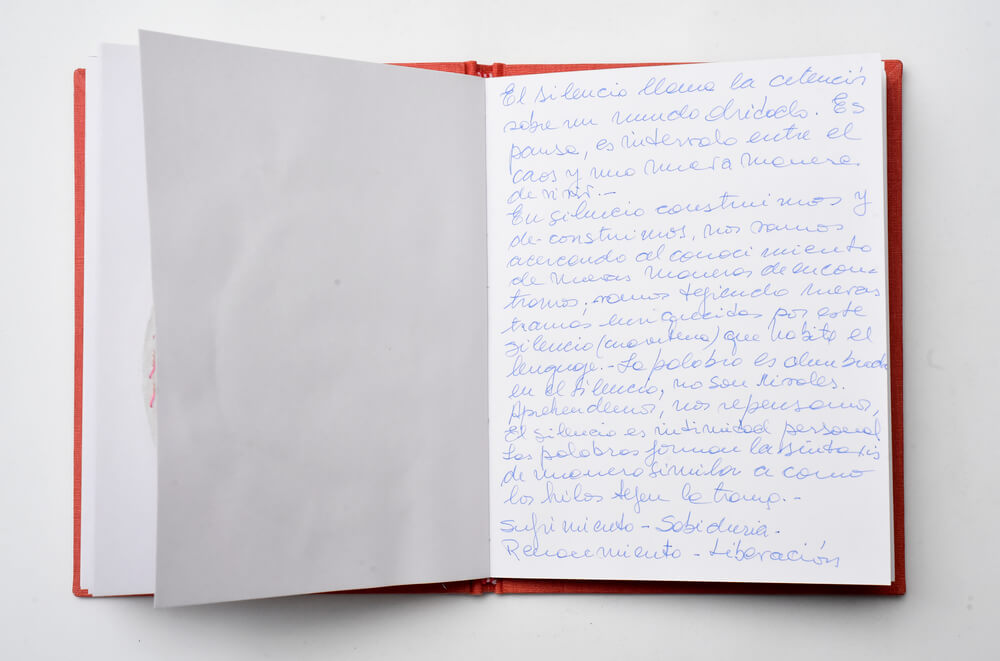 El silencio llama la atención
sobre un mundo olvidado. Es
pausa, es intervalo entre el
caos y una nueva manera
de vivir.-
En silencio construimos y
de-construimos, nos vamos
acercando al conocimiento
de nuevas maneras de encon-
trarnos, vamos tejiendo nuevas
tramas enriquecidas por este
silencio (cuarentena) que habita el
lenguaje.- La palabra es alumbrada
en el silencio, no son rivales.
Aprehendemos, nos repensamos,
El silencio es intimidad personal
Las palabras forman la sintaxis
de manera similar a como
los hilos tejen la trama.-
Sufrimiento - Sabiduría.
Renacimiento - Liberación